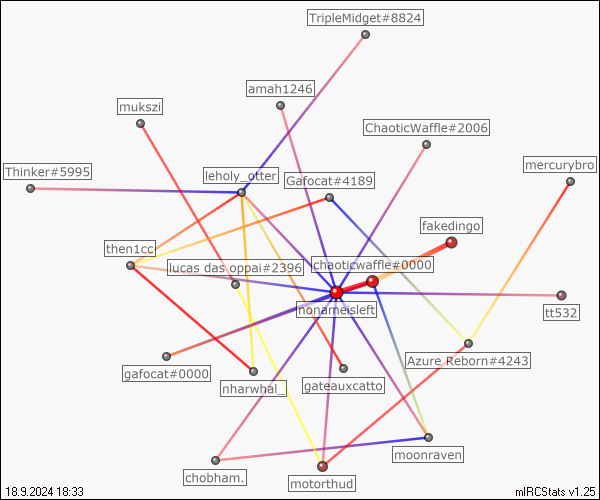 TripleMidget#8824
amah1246
mukszi
ChaoticWaffle#2006
mercurybro
Thinker#5995
leholy_otter
Gafocat#4189
fakedingo
then1cc
lucas das oppai#2396
chaoticwaffle#0000
nonameisleft
tt532
gafocat#0000
nharwhal_
gateauxcatto
Azure Reborn#4243
moonraven
chobham.
motorthud
18.9.2024 18:33
mIRCStats v1.25